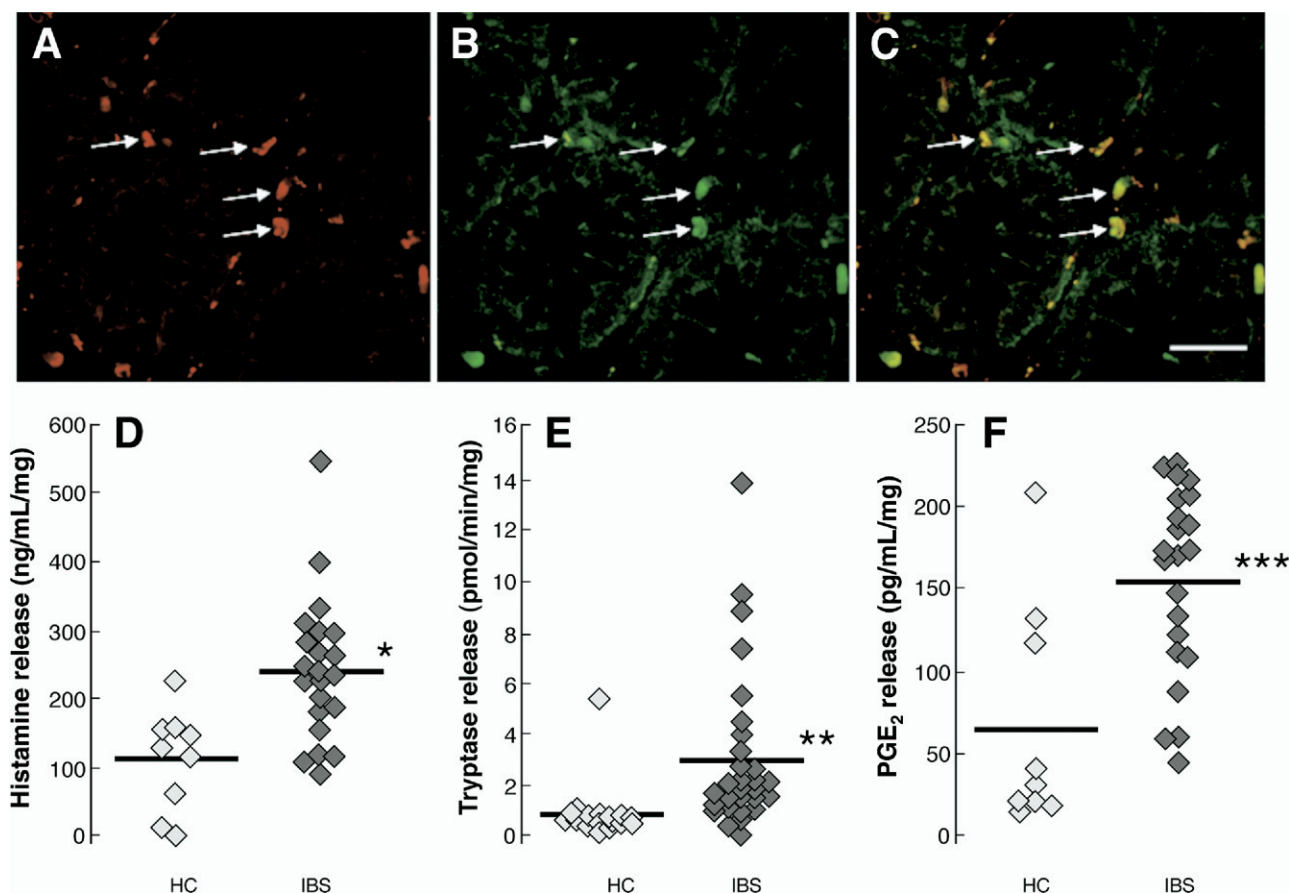 A
B
C
D
Histamine release (ng/mL/mg)
600
500
400
300
200
100
0
*
HC
IBS
E
Tryptase release (pmol/min/mg)
16
14
12
10
8
6
4
2
0
**
HC
IBS
F
PGE₂ release (pg/mL/mg)
250
200
150
100
50
0
***
HC
IBS